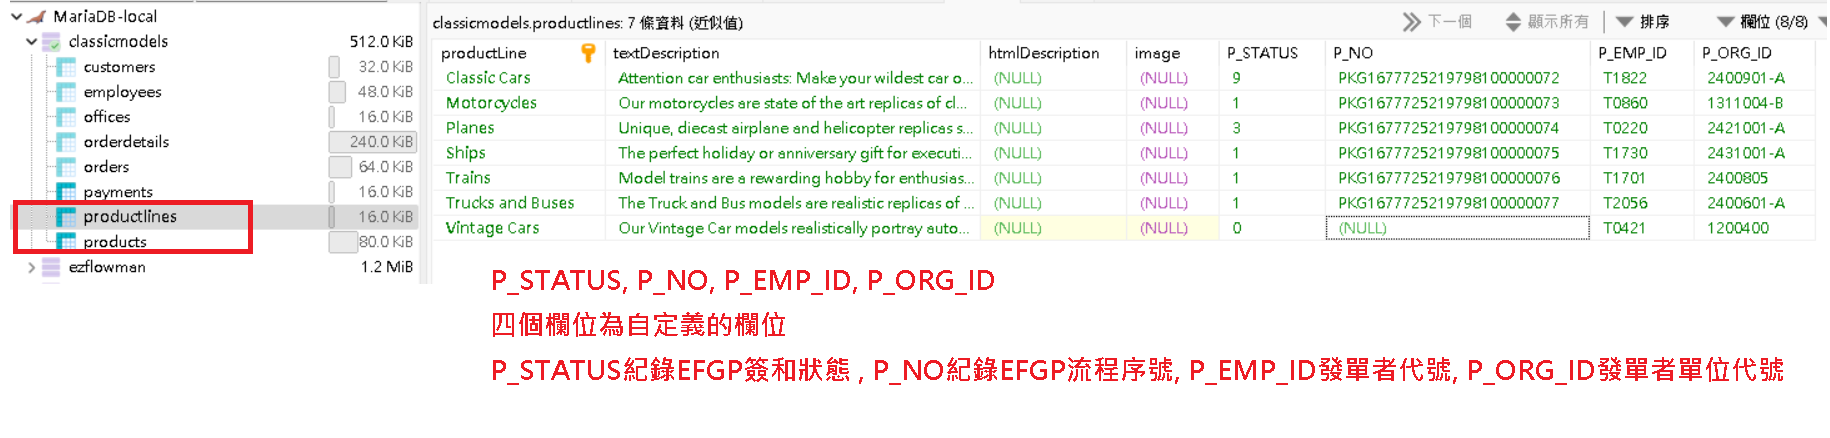 MariaDB-local
classicmodels 512.0 KiB
customers 32.0 KiB
employees 48.0 KiB
offices 16.0 KiB
orderdetails 240.0 KiB
orders 64.0 KiB
payments 16.0 KiB
productlines 16.0 KiB
products 80.0 KiB
ezflowman 1.2 MiB
classicmodels.productlines: 7 條資料 (近似值) 下一個 顯示所有 排序 欄位 (8/8)
productLine textDescription htmlDescription image P_STATUS P_NO P_EMP_ID P_ORG_ID
Classic Cars Attention car enthusiasts: Make your wildest car o... (NULL) (NULL) 9 PKG16777252197981000000072 T1822 2400901-A
Motorcycles Our motorcycles are state of the art replicas of cl... (NULL) (NULL) 1 PKG16777252197981000000073 T0860 1311004-B
Planes Unique, diecast airplane and helicopter replicas s... (NULL) (NULL) 3 PKG16777252197981000000074 T0220 2421001-A
Ships The perfect holiday or anniversary gift for executi... (NULL) (NULL) 1 PKG16777252197981000000075 T1730 2431001-A
Trains Model trains are a rewarding hobby for enthusias... (NULL) (NULL) 1 PKG16777252197981000000076 T1701 2400805
Trucks and Buses The Truck and Bus models are realistic replicas of ... (NULL) (NULL) 1 PKG16777252197981000000077 T2056 2400601-A
Vintage Cars Our Vintage Car models realistically portray auto... (NULL) (NULL) 0 (NULL) T0421 1200400
P_STATUS, P_NO, P_EMP_ID, P_ORG_ID
四個欄位為自定義的欄位
P_STATUS紀錄EFGP簽和狀態 , P_NO紀錄EFGP流程序號, P_EMP_ID發單者代號, P_ORG_ID發單者單位代號